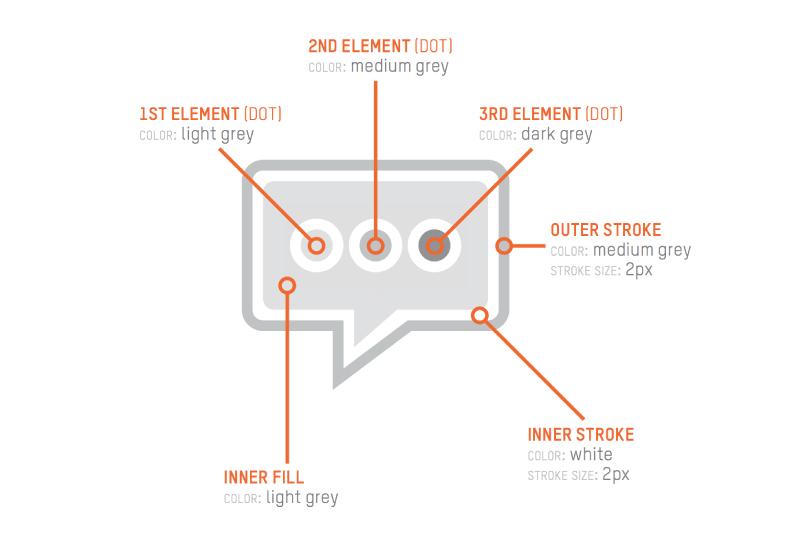 2ND ELEMENT (DOT)
COLOR: medium grey
1ST ELEMENT (DOT)
COLOR: light grey
3RD ELEMENT (DOT)
COLOR: dark grey
OUTER STROKE
COLOR: medium grey
STROKE SIZE: 2px
INNER STROKE
COLOR: white
STROKE SIZE: 2px
INNER FILL
COLOR: light grey